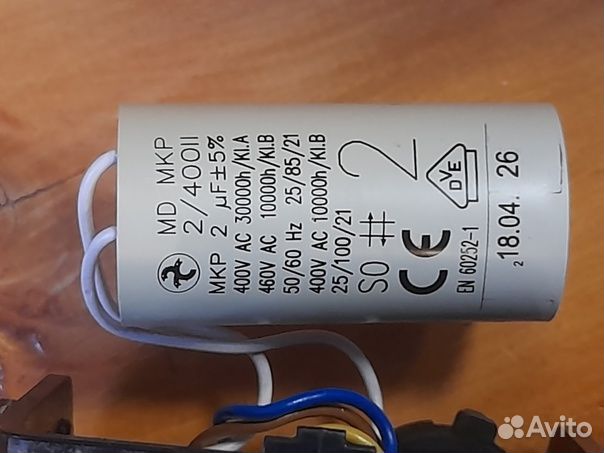 MD MKP
2/400II
MKP 2 µF±5%
400V AC 30000h/Kl.A
460V AC 10000h/Kl.B
50/60 Hz 25/85/21
400V AC 10000h/Kl.B
25/100/21
S0
2
CE
DVE
EN 60252-1
2 18.04. 26
Avito